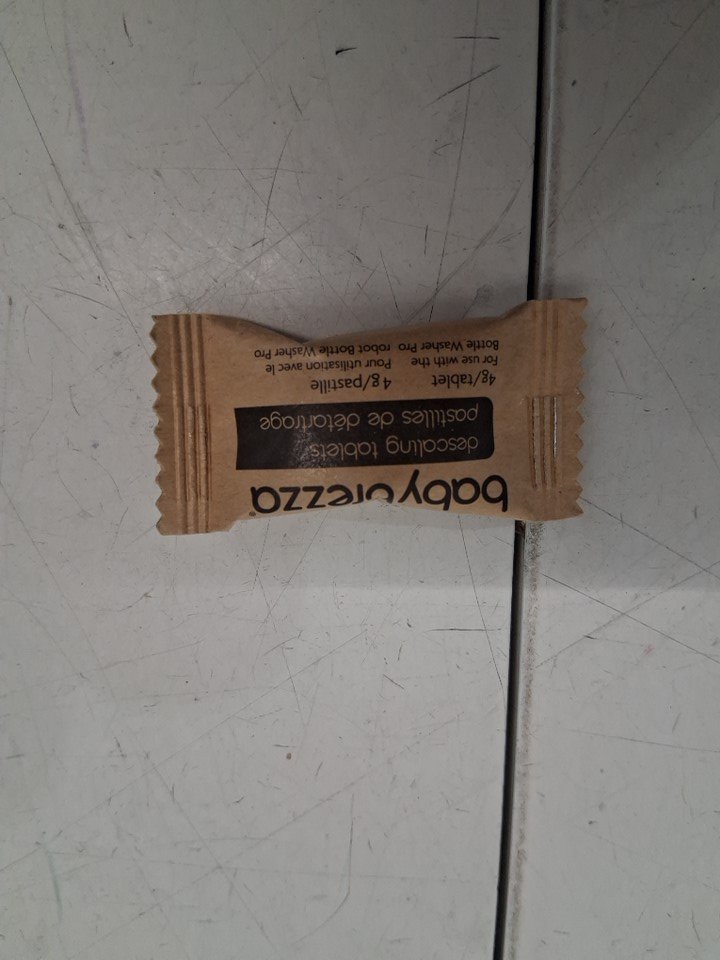 babybrezza®
descaling tablets
pastilles de détartrage
4g/tablet
For use with the
Bottle Washer Pro
4 g/pastille
Pour utilisation avec le
robot Bottle Washer Pro